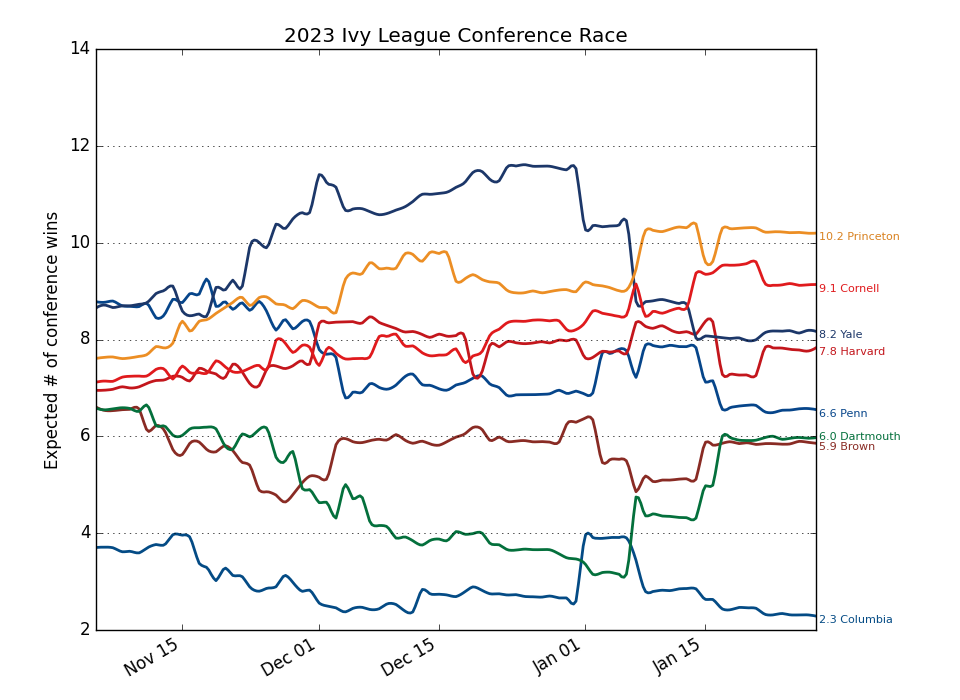 2023 Ivy League Conference Race
Expected # of conference wins
14
12
10
8
6
4
2
10.2 Princeton
9.1 Cornell
8.2 Yale
7.8 Harvard
6.6 Penn
6.0 Dartmouth
5.9 Brown
2.3 Columbia
Nov 15
Dec 01
Dec 15
Jan 01
Jan 15